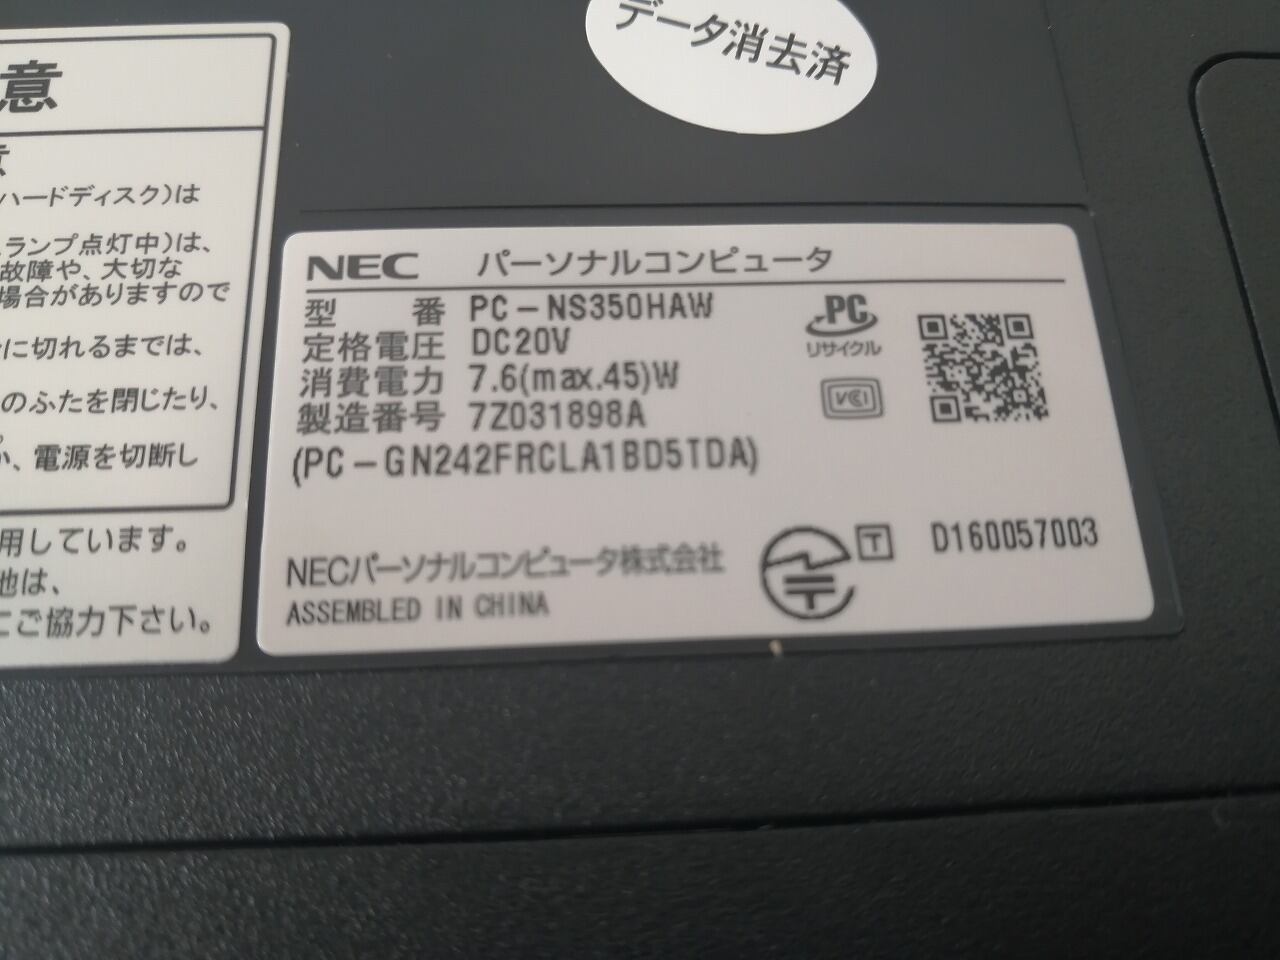 データ消去済
意
意
ハードディスク)は
ランプ点灯中)は、
故障や、大切な
場合がありますので
に切れるまでは、
のふたを閉じたり、
か、電源を切断し
用しています。
池は、
にご協力下さい。
NEC パーソナルコンピュータ
型 番 PC-NS350HAW
定格電圧 DC20V
消費電力 7.6(max.45)W
製造番号 7Z031898A
(PC-GN242FRCLA1BD5TDA)
PC
リサイクル
VCI
NECパーソナルコンピュータ株式会社
ASSEMBLED IN CHINA
T D160057003